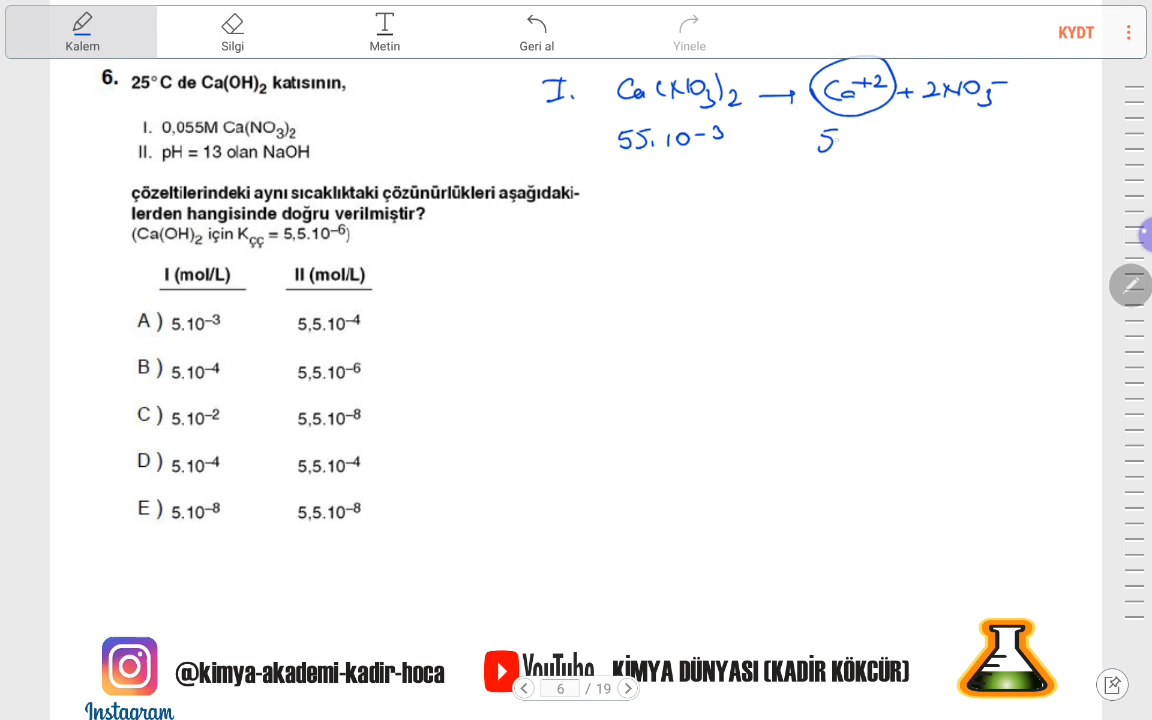 Kalem Silgi Metin Geri al Yinele KYDT
6. 25°C de Ca(OH)₂ katısının,
I. 0,055M Ca(NO₃)₂
II. pH = 13 olan NaOH
çözeltilerindeki aynı sıcaklıktaki çözünürlükleri aşağıdaki-
lerden hangisinde doğru verilmiştir?
(Ca(OH)₂ için Kçç = 5,5.10⁻⁶)
I (mol/L) II (mol/L)
A ) 5.10⁻³ 5,5.10⁻⁴
B ) 5.10⁻⁴ 5,5.10⁻⁶
C ) 5.10⁻² 5,5.10⁻⁸
D ) 5.10⁻⁴ 5,5.10⁻⁴
E ) 5.10⁻⁸ 5,5.10⁻⁸
I. Ca(NO₃)₂ → Ca⁺² + 2NO₃⁻
55.10⁻³ 5
@kimya-akademi-kadir-hoca
Instagram
YouTube KİMYA DÜNYASI (KADİR KÖKCÜR)
6 / 19